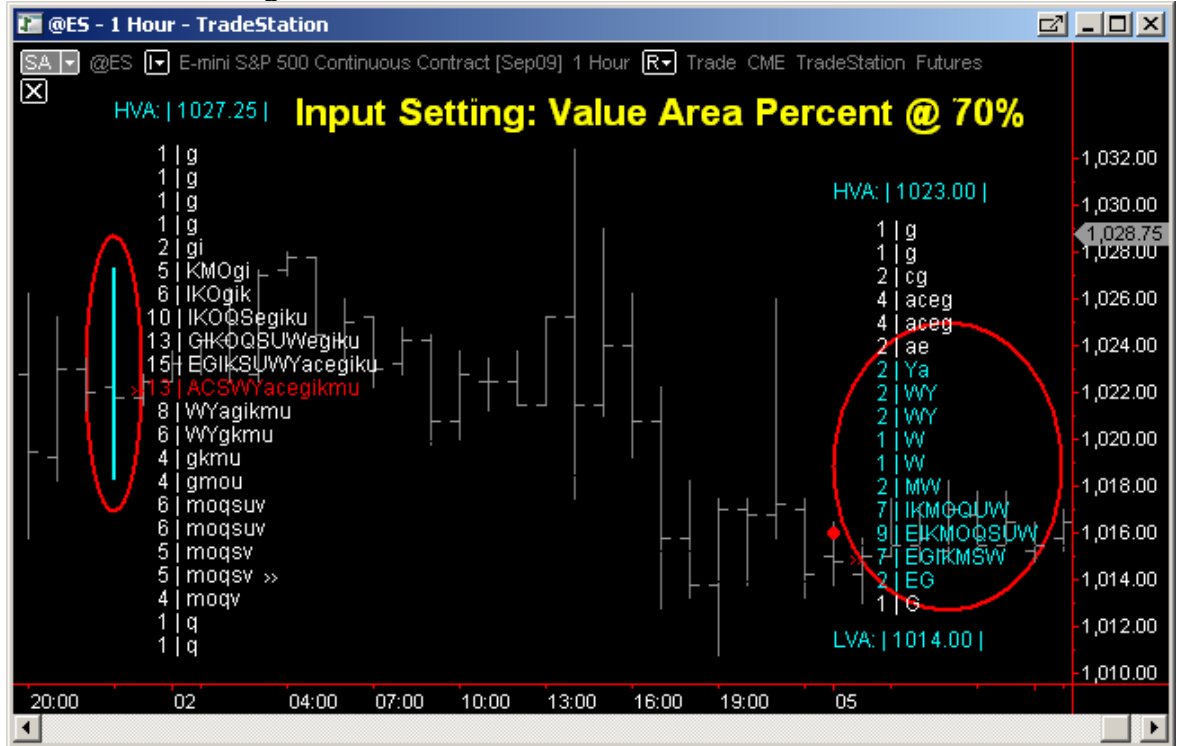 @ES - 1 Hour - TradeStation
SA @ES I E-mini S&P 500 Continuous Contract [Sep09] 1 Hour R Trade CME TradeStation Futures
HVA: | 1027.25 |
Input Setting: Value Area Percent @ 70%
1 | g
1 | g
1 | g
1 | g
2 | gi
5 | KMOgi
6 | IKOgik
10 | IKOQSegiku
13 | GIKOQSUWegiku
15 | EGIKSUWYacegiku
»13 | ACSWYacegikmu
8 | WYagikmu
6 | WYgkmu
4 | gkmu
4 | gmou
6 | moqsuv
6 | moqsuv
5 | moqsv
5 | moqsv »
4 | moqv
1 | q
1 | q
HVA: | 1023.00 |
1 | g
1 | g
2 | cg
4 | aceg
4 | aceg
2 | ae
2 | Ya
2 | WY
2 | WY
1 | W
1 | W
2 | MW
7 | IKMOQUW
9 | EIKMOQSUW
» 7 | EGIKMSW
2 | EG
1 | G
LVA: | 1014.00 |
1,032.00
1,030.00
1,028.75
1,028.00
1,026.00
1,024.00
1,022.00
1,020.00
1,018.00
1,016.00
1,014.00
1,012.00
1,010.00
20:00 02 04:00 07:00 10:00 13:00 16:00 19:00 05